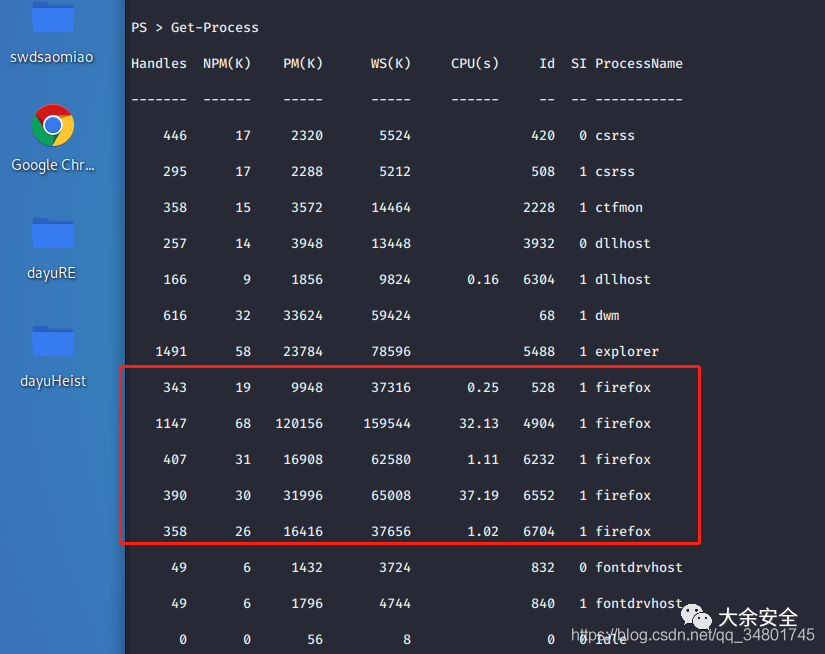 swdsaomiao
Google Chr...
dayuRE
dayuHeist
PS > Get-Process
Handles NPM(K) PM(K) WS(K) CPU(s) Id SI ProcessName
------- ------ ----- ----- ------ -- -- -----------
446 17 2320 5524 420 0 csrss
295 17 2288 5212 508 1 csrss
358 15 3572 14464 2228 1 ctfmon
257 14 3948 13448 3932 0 dllhost
166 9 1856 9824 0.16 6304 1 dllhost
616 32 33624 59424 68 1 dwm
1491 58 23784 78596 5488 1 explorer
343 19 9948 37316 0.25 528 1 firefox
1147 68 120156 159544 32.13 4904 1 firefox
407 31 16908 62580 1.11 6232 1 firefox
390 30 31996 65008 37.19 6552 1 firefox
358 26 16416 37656 1.02 6704 1 firefox
49 6 1432 3724 832 0 fontdrvhost
49 6 1796 4744 840 1 fontdrvhost
0 0 56 8 0 0 Idle
大余安全
https://blog.csdn.net/qq_34801745